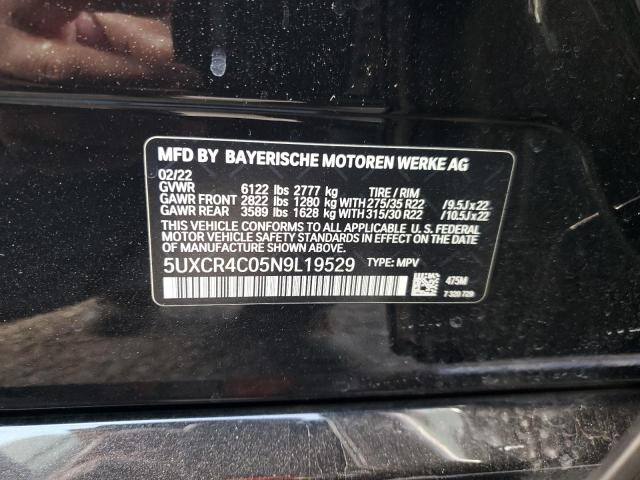 MFD BY BAYERISCHE MOTOREN WERKE AG
02/22
GVWR 6122 lbs 2777 kg TIRE / RIM
GAWR FRONT 2822 lbs 1280 kg WITH 275/35 R22 /9.5Jx22
GAWR REAR 3589 lbs 1628 kg WITH 315/30 R22 /10.5Jx22
THIS VEHICLE CONFORMS TO ALL APPLICABLE U. S. FEDERAL
MOTOR VEHICLE SAFETY STANDARDS IN EFFECT ON THE DATE
OF MANUFACTURE SHOWN ABOVE.
5UXCR4C05N9L19529 TYPE: MPV
475M
7 320 729